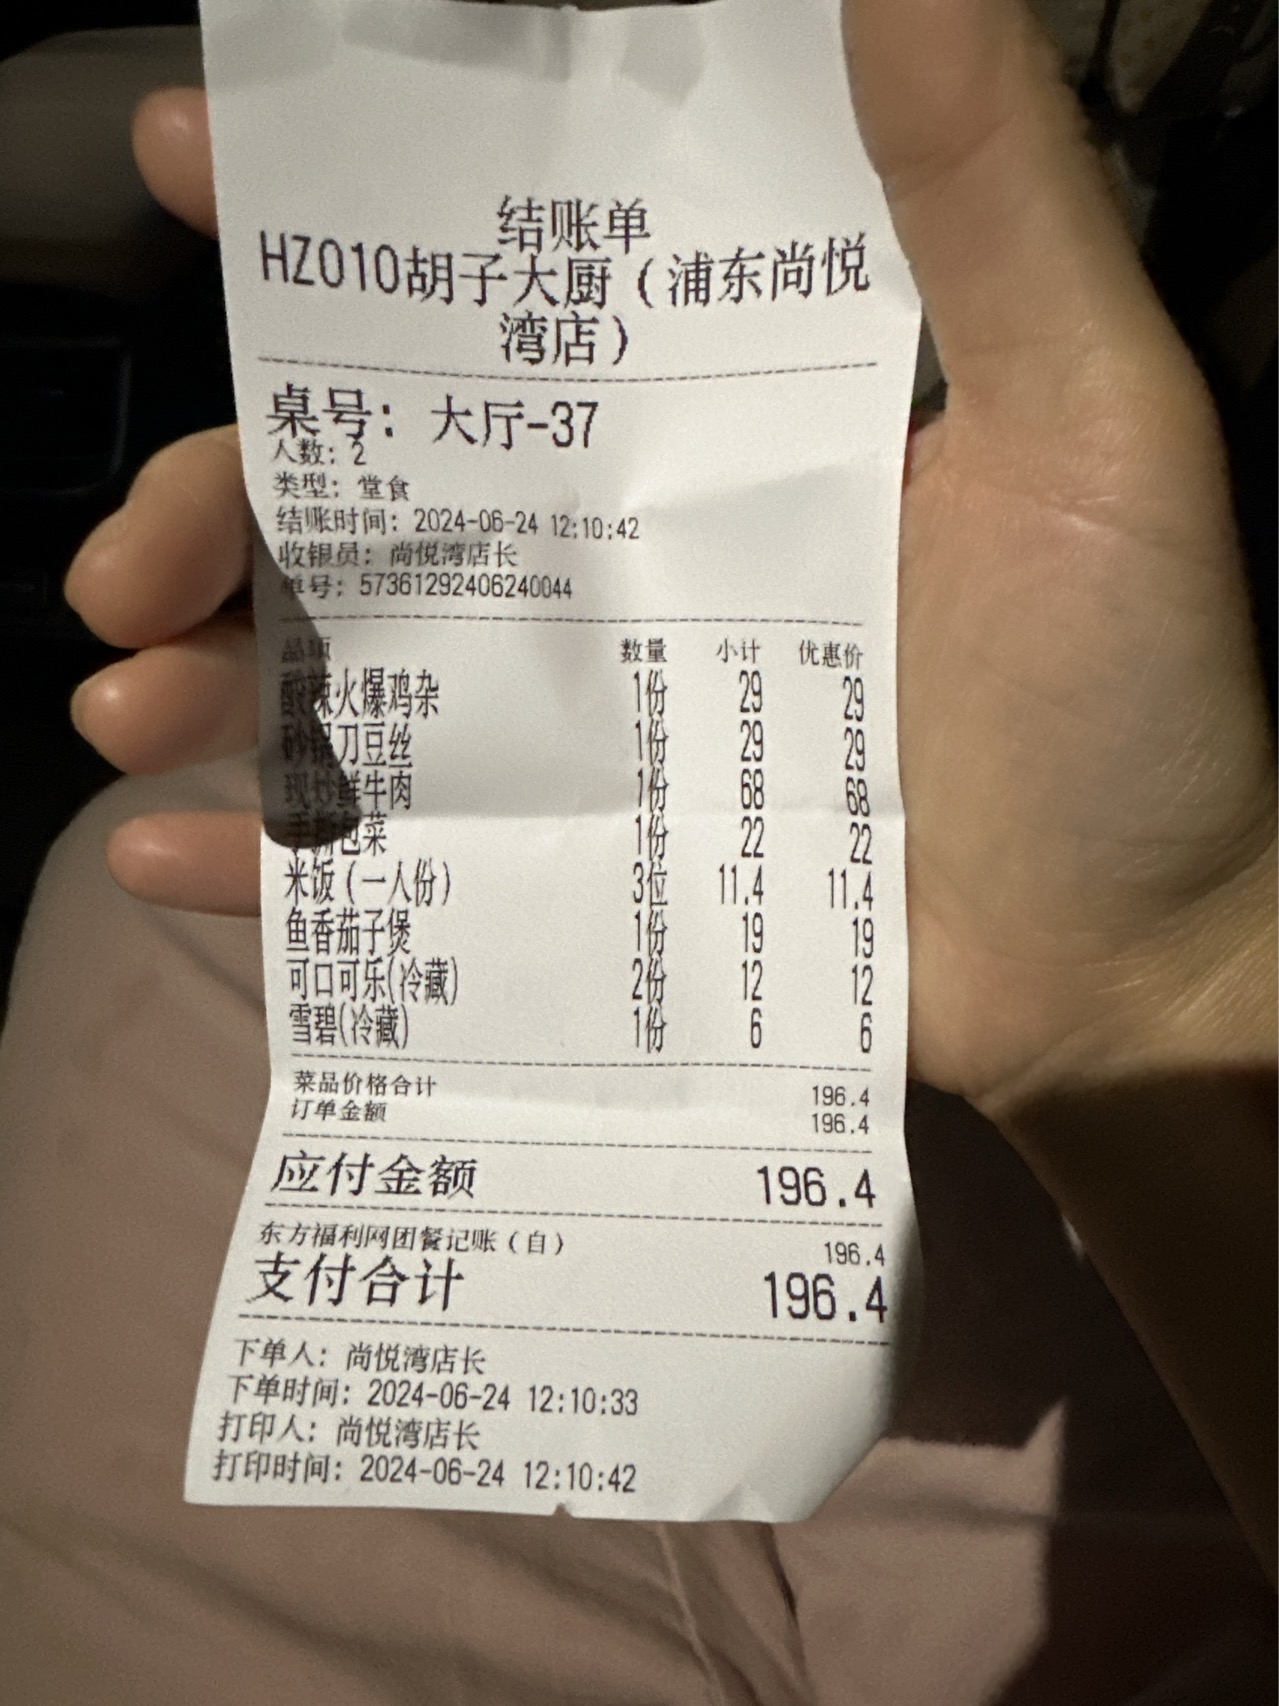 结账单
HZ010胡子大厨（浦东尚悦
湾店）
桌号：大厅-37
人数：2
类型：堂食
结账时间：2024-06-24 12:10:42
收银员：尚悦湾店长
单号：57361292406240044
品项 数量 小计 优惠价
酸辣火爆鸡杂 1份 29 29
砂锅刀豆丝 1份 29 29
现炒鲜牛肉 1份 68 68
手撕包菜 1份 22 22
米饭（一人份） 3位 11.4 11.4
鱼香茄子煲 1份 19 19
可口可乐(冷藏) 2份 12 12
雪碧(冷藏) 1份 6 6
菜品价格合计 196.4
订单金额 196.4
应付金额 196.4
东方福利网团餐记账（自） 196.4
支付合计 196.4
下单人：尚悦湾店长
下单时间：2024-06-24 12:10:33
打印人：尚悦湾店长
打印时间：2024-06-24 12:10:42